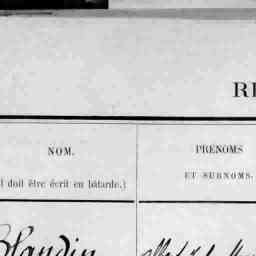 RE
NOM.
PRÉNOMS
l doit être écrit en bâtarde.)
ET SURNOMS.
Blandin